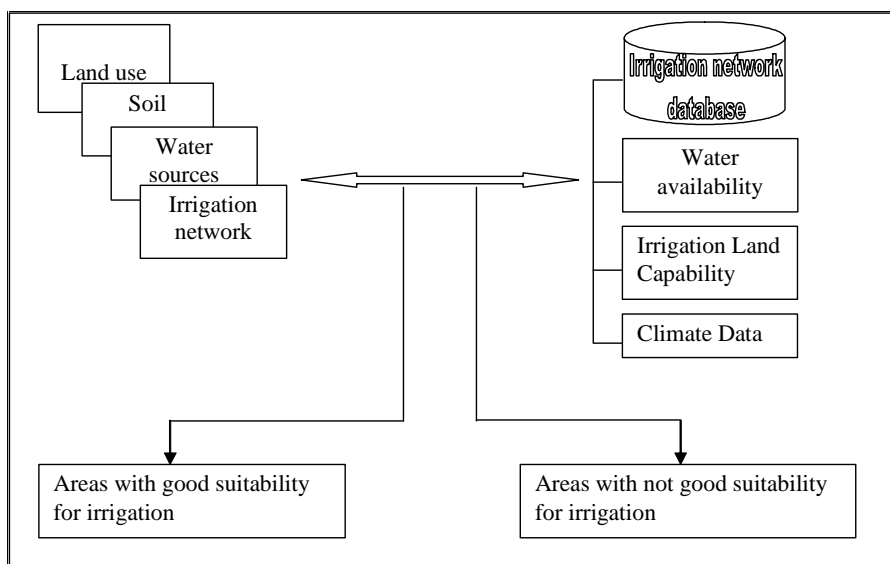 Land use
Soil
Water
sources
Irrigation
network
Irrigation network
database
Water
availability
Irrigation Land
Capability
Climate Data
Areas with good suitability
for irrigation
Areas with not good suitability
for irrigation